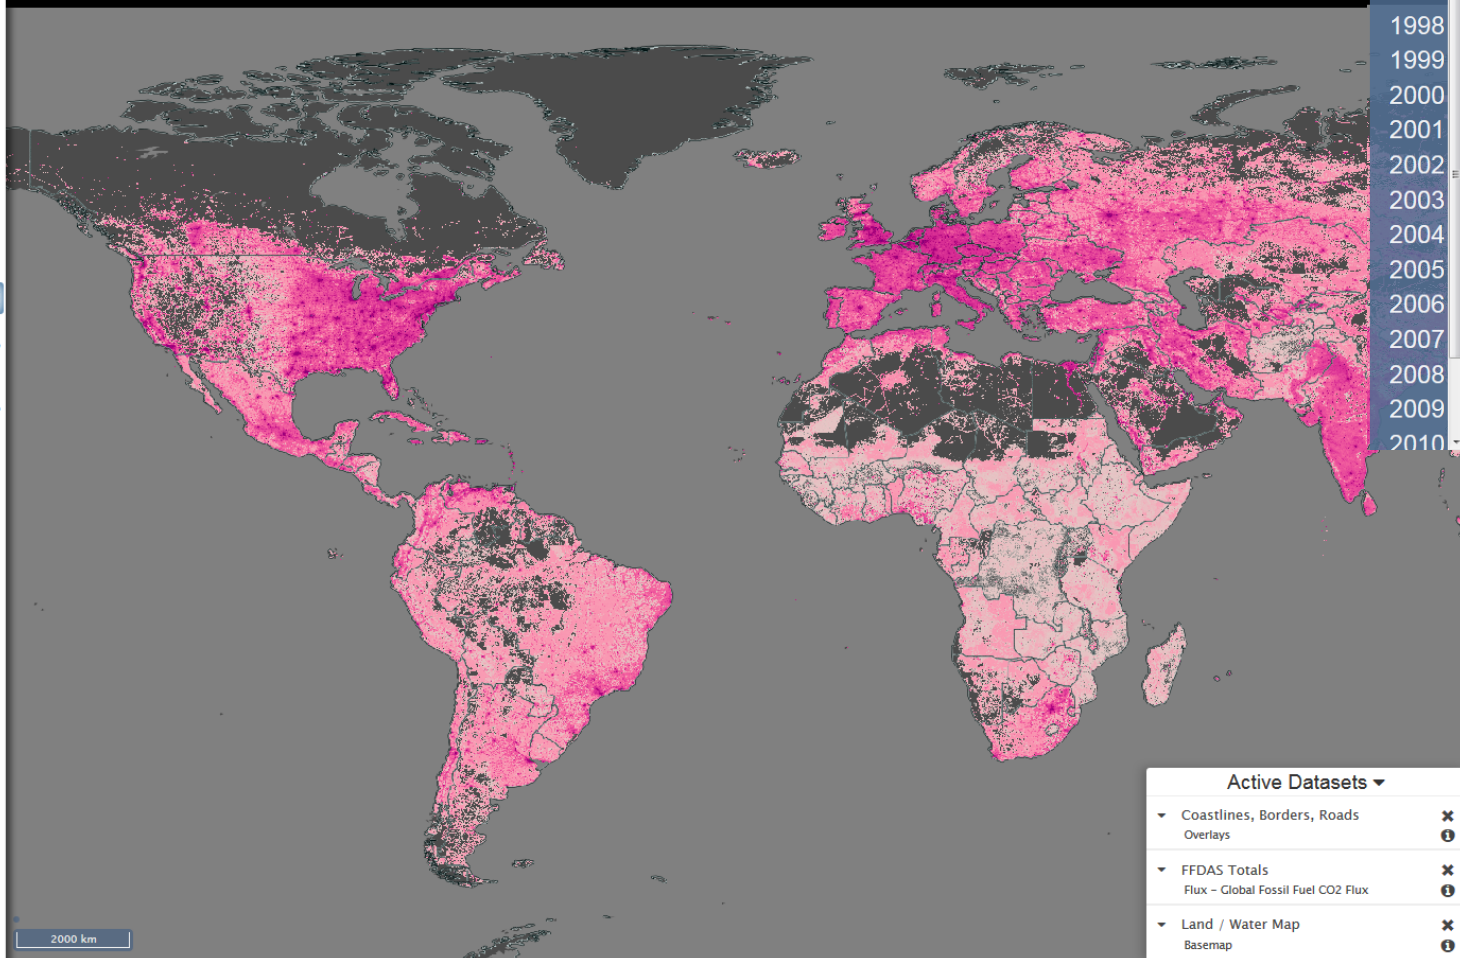 1998
1999
2000
2001
2002
2003
2004
2005
2006
2007
2008
2009
2010
Active Datasets
Coastlines, Borders, Roads
Overlays
FFDAS Totals
Flux - Global Fossil Fuel CO2 Flux
Land / Water Map
Basemap
2000 km